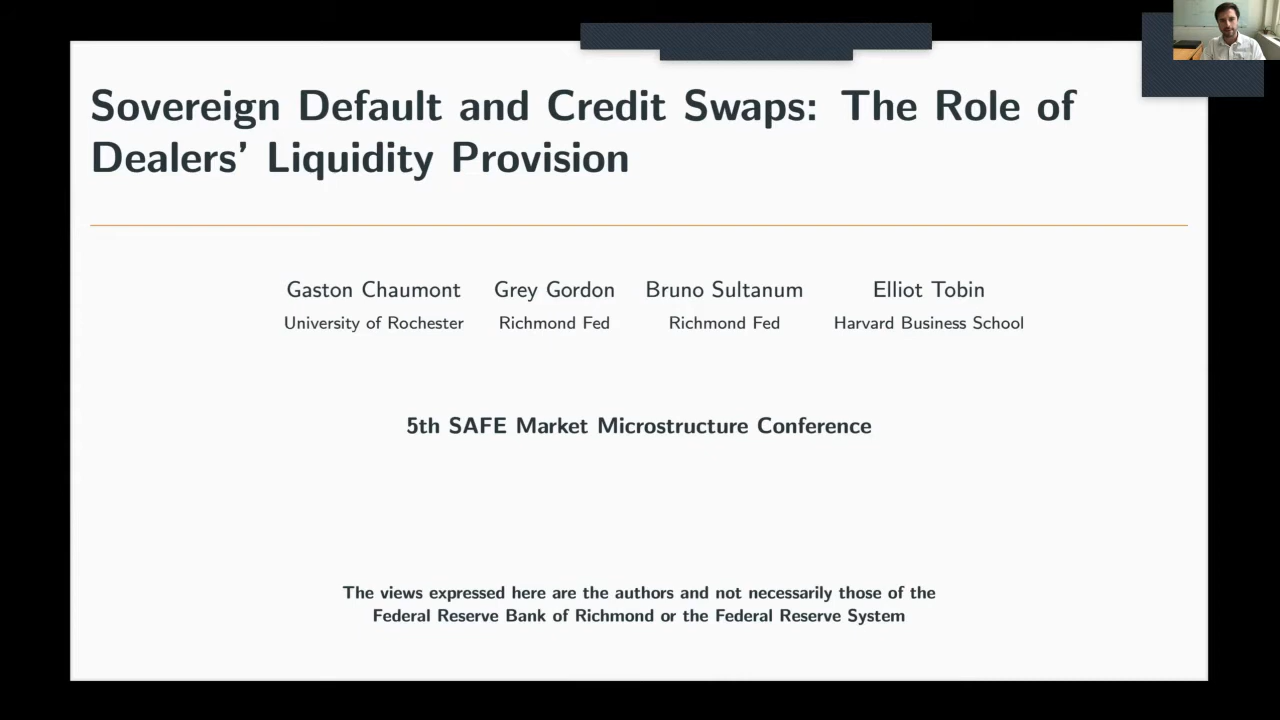 Sovereign Default and Credit Swaps: The Role of
Dealers' Liquidity Provision
Gaston Chaumont Grey Gordon Bruno Sultanum Elliot Tobin
University of Rochester Richmond Fed Richmond Fed Harvard Business School
5th SAFE Market Microstructure Conference
The views expressed here are the authors and not necessarily those of the
Federal Reserve Bank of Richmond or the Federal Reserve System